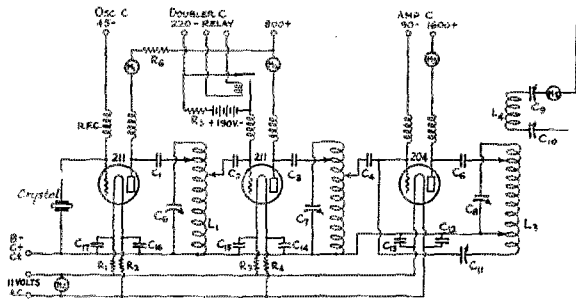 OSC C DOUBLER C AMP C
45- 220- RELAY 800+ 90- 1600+
R6
R5 +190V-
L4 C9
C10
R.F.C.
211 211 204
C1 C2 C3 C4 C5
Crystal
C6 L1 C7 C8 L3
C17 C16 C15 C14 C13 C12
C11
R1 R2 R3 R4
11 VOLTS
A.C.